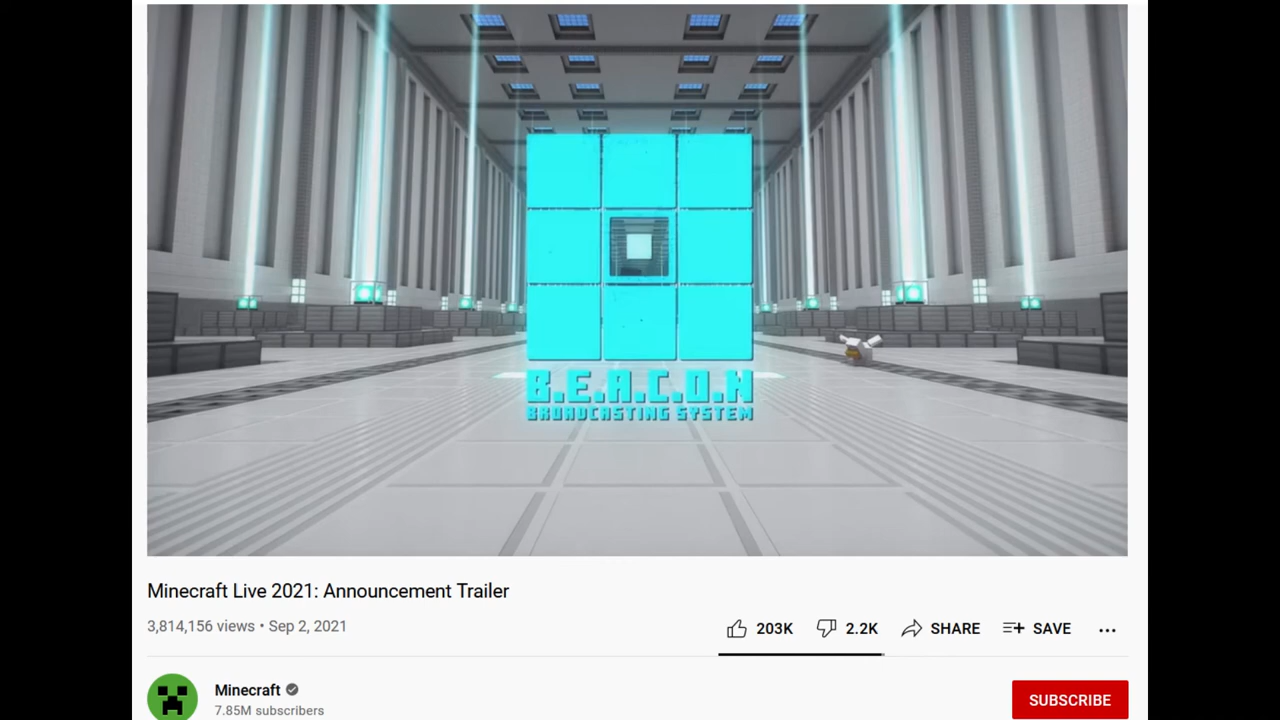 B.E.A.C.O.N
BROADCASTING SYSTEM
Minecraft Live 2021: Announcement Trailer
3,814,156 views • Sep 2, 2021
203K 2.2K SHARE SAVE
Minecraft
7.85M subscribers
SUBSCRIBE